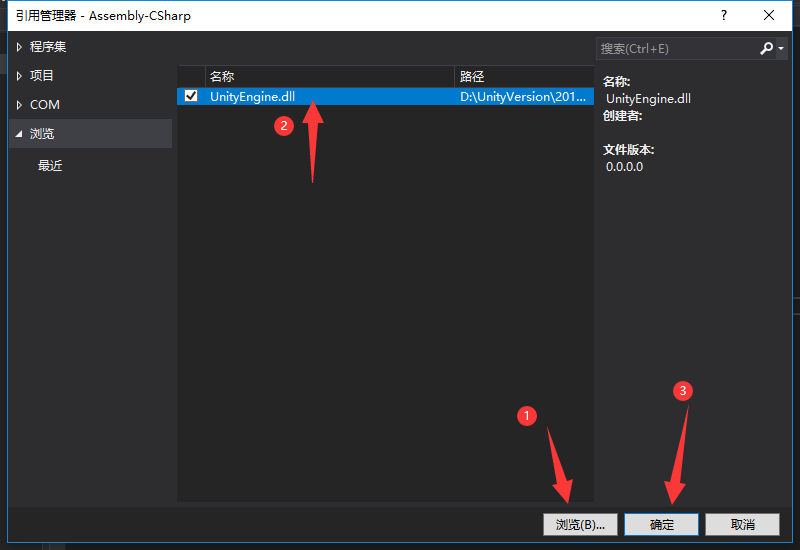 引用管理器 - Assembly-CSharp
?
程序集
项目
COM
浏览
最近
搜索(Ctrl+E)
名称
路径
UnityEngine.dll
D:\UnityVersion\201...
2
名称:
UnityEngine.dll
创建者:
文件版本:
0.0.0.0
1
3
浏览(B)...
确定
取消